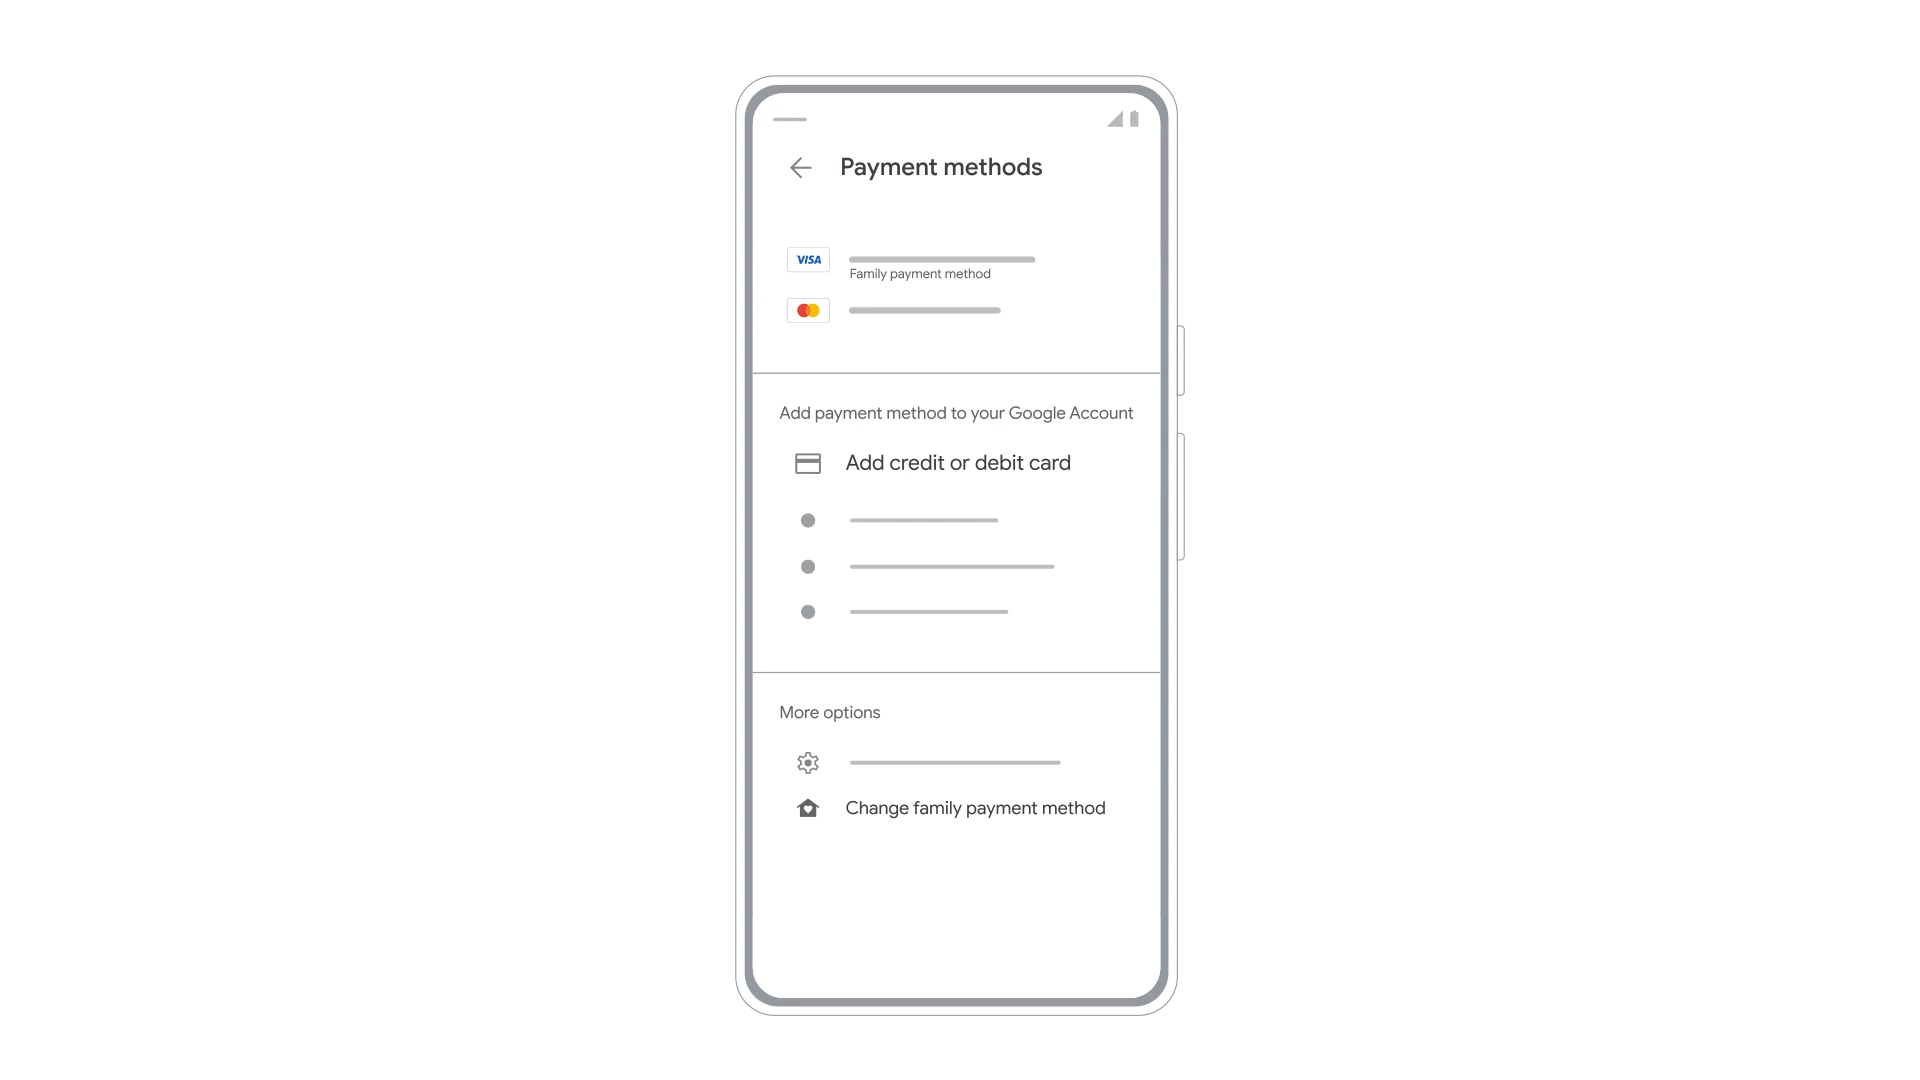 Payment methods
VISA
Family payment method
Add payment method to your Google Account
Add credit or debit card
More options
Change family payment method